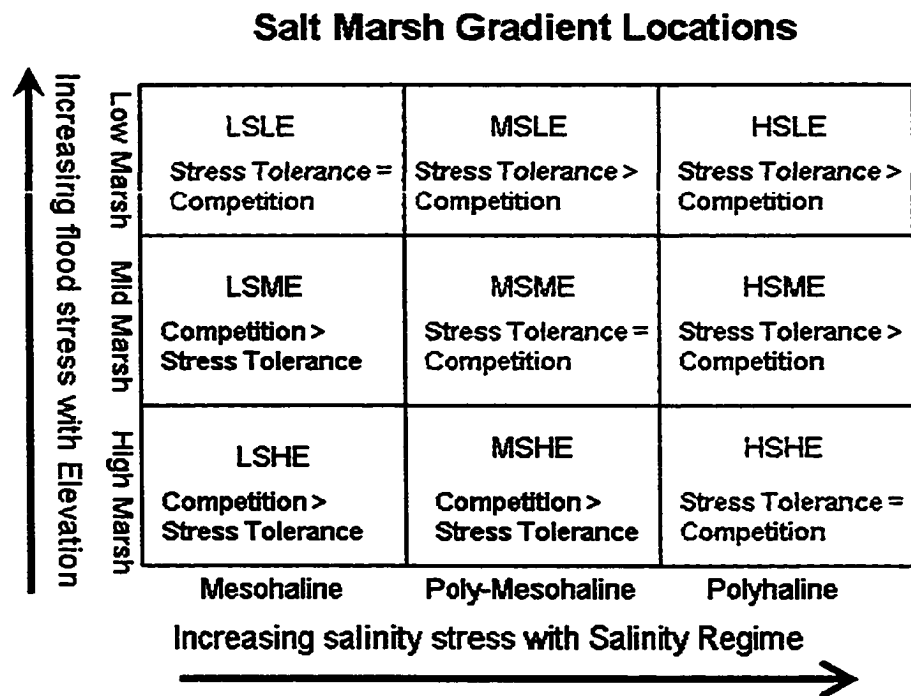 Salt Marsh Gradient Locations
Increasing flood stress with Elevation
Low Marsh
LSLE
Stress Tolerance =
Competition
MSLE
Stress Tolerance >
Competition
HSLE
Stress Tolerance >
Competition
Mid Marsh
LSME
Competition >
Stress Tolerance
MSME
Stress Tolerance =
Competition
HSME
Stress Tolerance >
Competition
High Marsh
LSHE
Competition >
Stress Tolerance
MSHE
Competition >
Stress Tolerance
HSHE
Stress Tolerance =
Competition
Mesohaline
Poly-Mesohaline
Polyhaline
Increasing salinity stress with Salinity Regime